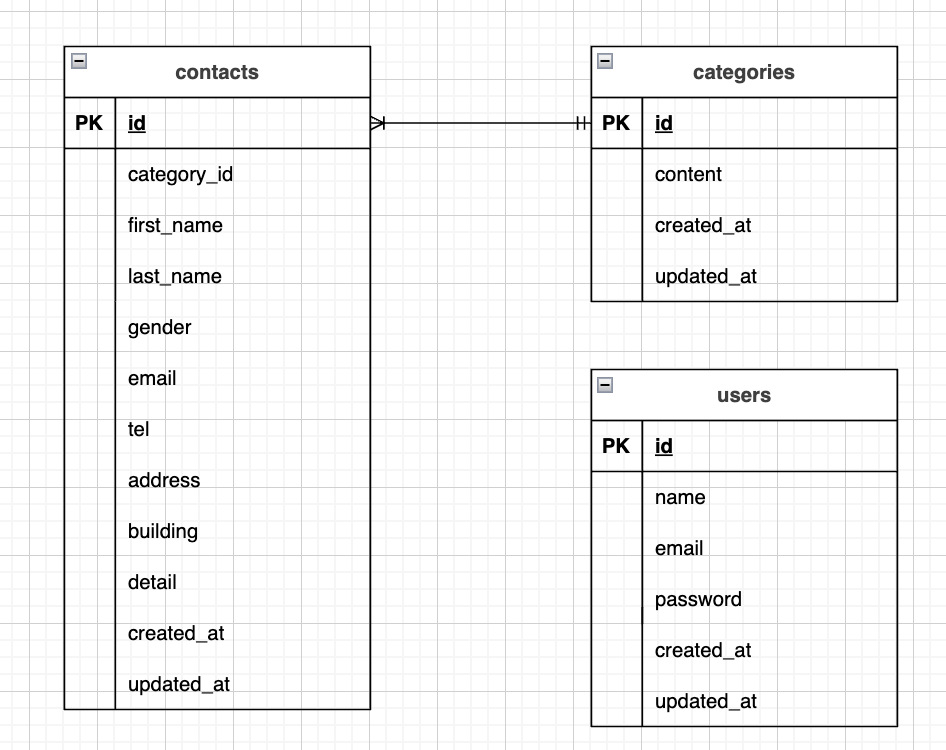 contacts
PK id
category_id
first_name
last_name
gender
email
tel
address
building
detail
created_at
updated_at
categories
PK id
content
created_at
updated_at
users
PK id
name
email
password
created_at
updated_at